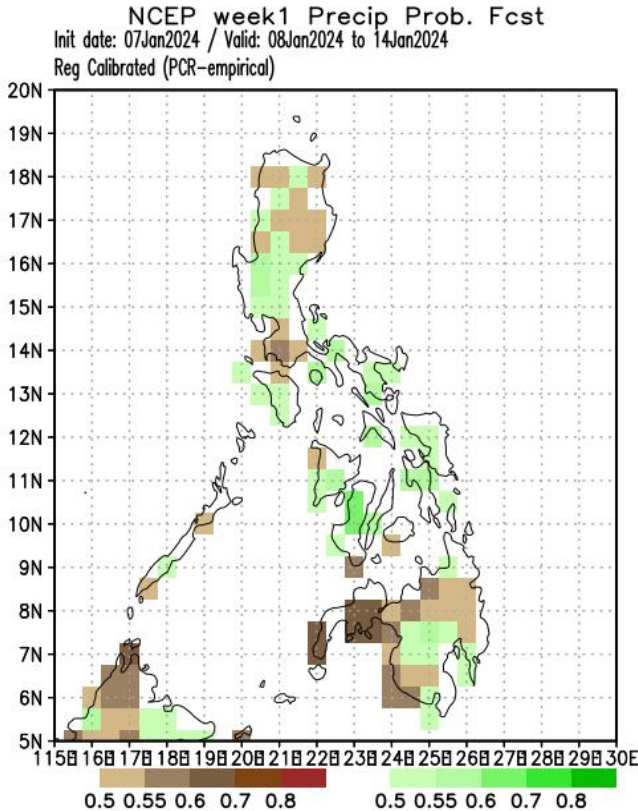 NCEP week1 Precip Prob. Fcst
Init date: 07Jan2024 / Valid: 08Jan2024 to 14Jan2024
Reg Calibrated (PCR-empirical)
20N
19N
18N
17N
16N
15N
14N
13N
12N
11N
10N
9N
8N
7N
6N
5N
115E 116E 117E 118E 119E 120E 121E 122E 123E 124E 125E 126E 127E 128E 129E 130E
0.5 0.55 0.6 0.7 0.8 0.5 0.55 0.6 0.7 0.8